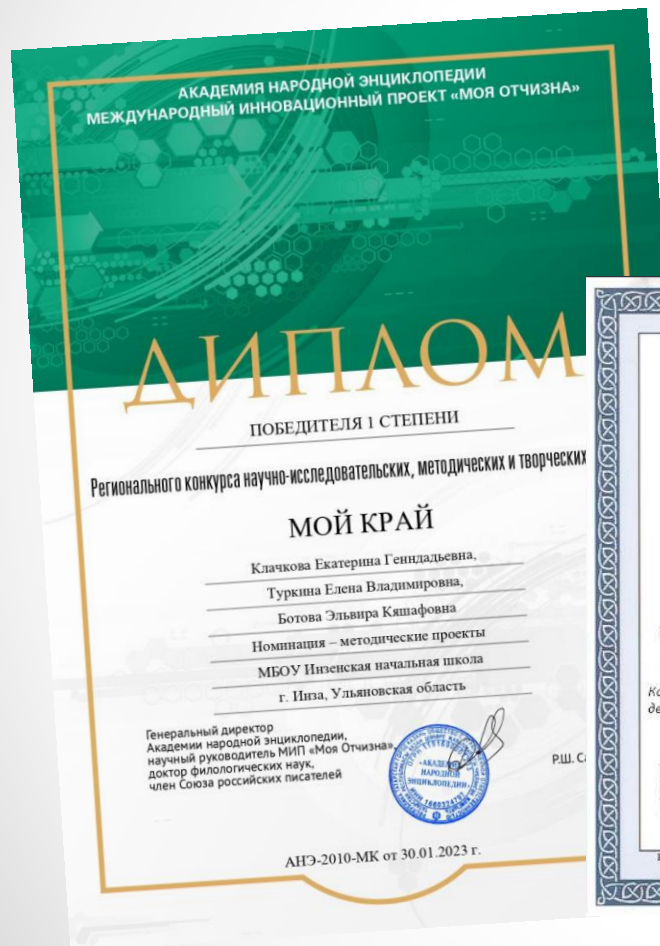 АКАДЕМИЯ НАРОДНОЙ ЭНЦИКЛОПЕДИИ
МЕЖДУНАРОДНЫЙ ИННОВАЦИОННЫЙ ПРОЕКТ «МОЯ ОТЧИЗНА»
ДИПЛОМ
ПОБЕДИТЕЛЯ 1 СТЕПЕНИ
Регионального конкурса научно-исследовательских, методических и творческих
МОЙ КРАЙ
Клачкова Екатерина Генндадьевна,
Туркина Елена Владимировна,
Ботова Эльвира Кяшафовна
Номинация – методические проекты
МБОУ Инзенская начальная школа
г. Инза, Ульяновская область
Генеральный директор
Академии народной энциклопедии,
научный руководитель МИП «Моя Отчизна»,
доктор филологических наук,
член Союза российских писателей
«АКАДЕМИЯ
НАРОДНОЙ
ЭНЦИКЛОПЕДИИ»
Р.Ш.
АНЭ-2010-МК от 30.01.2023 г.